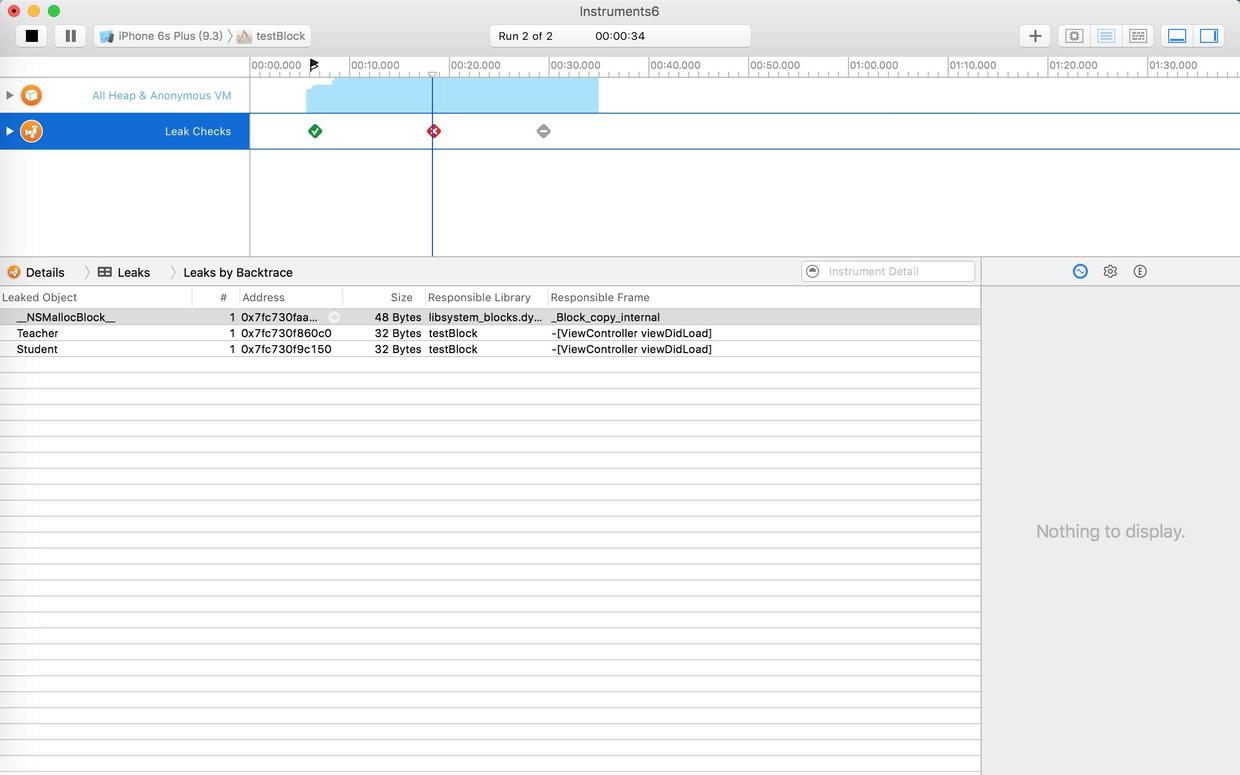 Instruments6
iPhone 6s Plus (9.3) testBlock Run 2 of 2 00:00:34
00:00.000 00:10.000 00:20.000 00:30.000 00:40.000 00:50.000 01:00.000 01:10.000 01:20.000 01:30.000
All Heap & Anonymous VM
Leak Checks
Details Leaks Leaks by Backtrace Instrument Detail E
Leaked Object # Address Size Responsible Library Responsible Frame
__NSMallocBlock__ 1 0x7fc730faa... 48 Bytes libsystem_blocks.dy... _Block_copy_internal
Teacher 1 0x7fc730f860c0 32 Bytes testBlock -[ViewController viewDidLoad]
Student 1 0x7fc730f9c150 32 Bytes testBlock -[ViewController viewDidLoad]
Nothing to display.